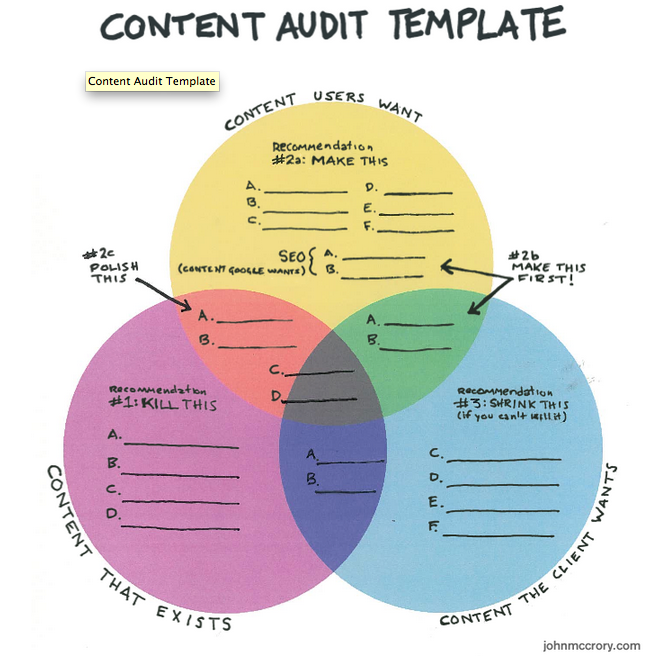 CONTENT AUDIT TEMPLATE
Content Audit Template
CONTENT USERS WANT
Recommendation
#2a: MAKE THIS
A. D.
B. E.
C. F.
SEO { A.
(CONTENT GOOGLE WANTS) B.
#2c
POLISH
THIS
#2b
MAKE THIS
FIRST!
A.
B.
C.
D.
A.
B.
Recommendation
#1: KILL THIS
A.
B.
C.
D.
A.
B.
Recommendation
#3: SHRINK THIS
(if you can't kill it)
C.
D.
E.
F.
CONTENT THAT EXISTS
CONTENT THE CLIENT WANTS
johnmccrory.com